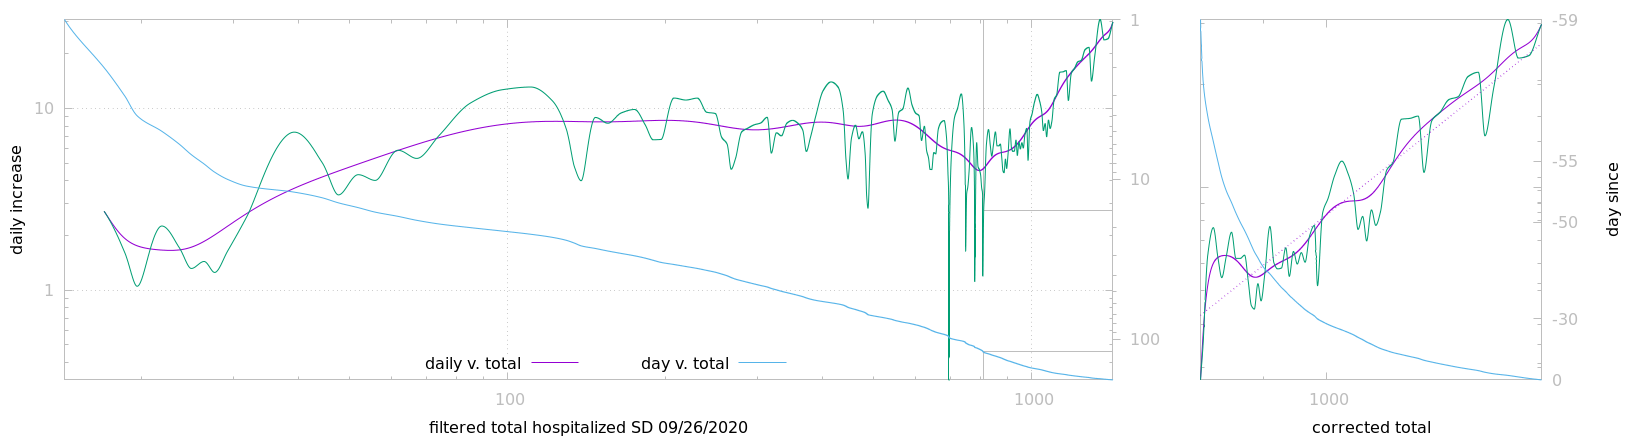 daily increase
10
1
1
10
100
daily v. total
day v. total
100
1000
filtered total hospitalized SD 09/26/2020
-59
-55
-50
-30
0
day since
1000
corrected total